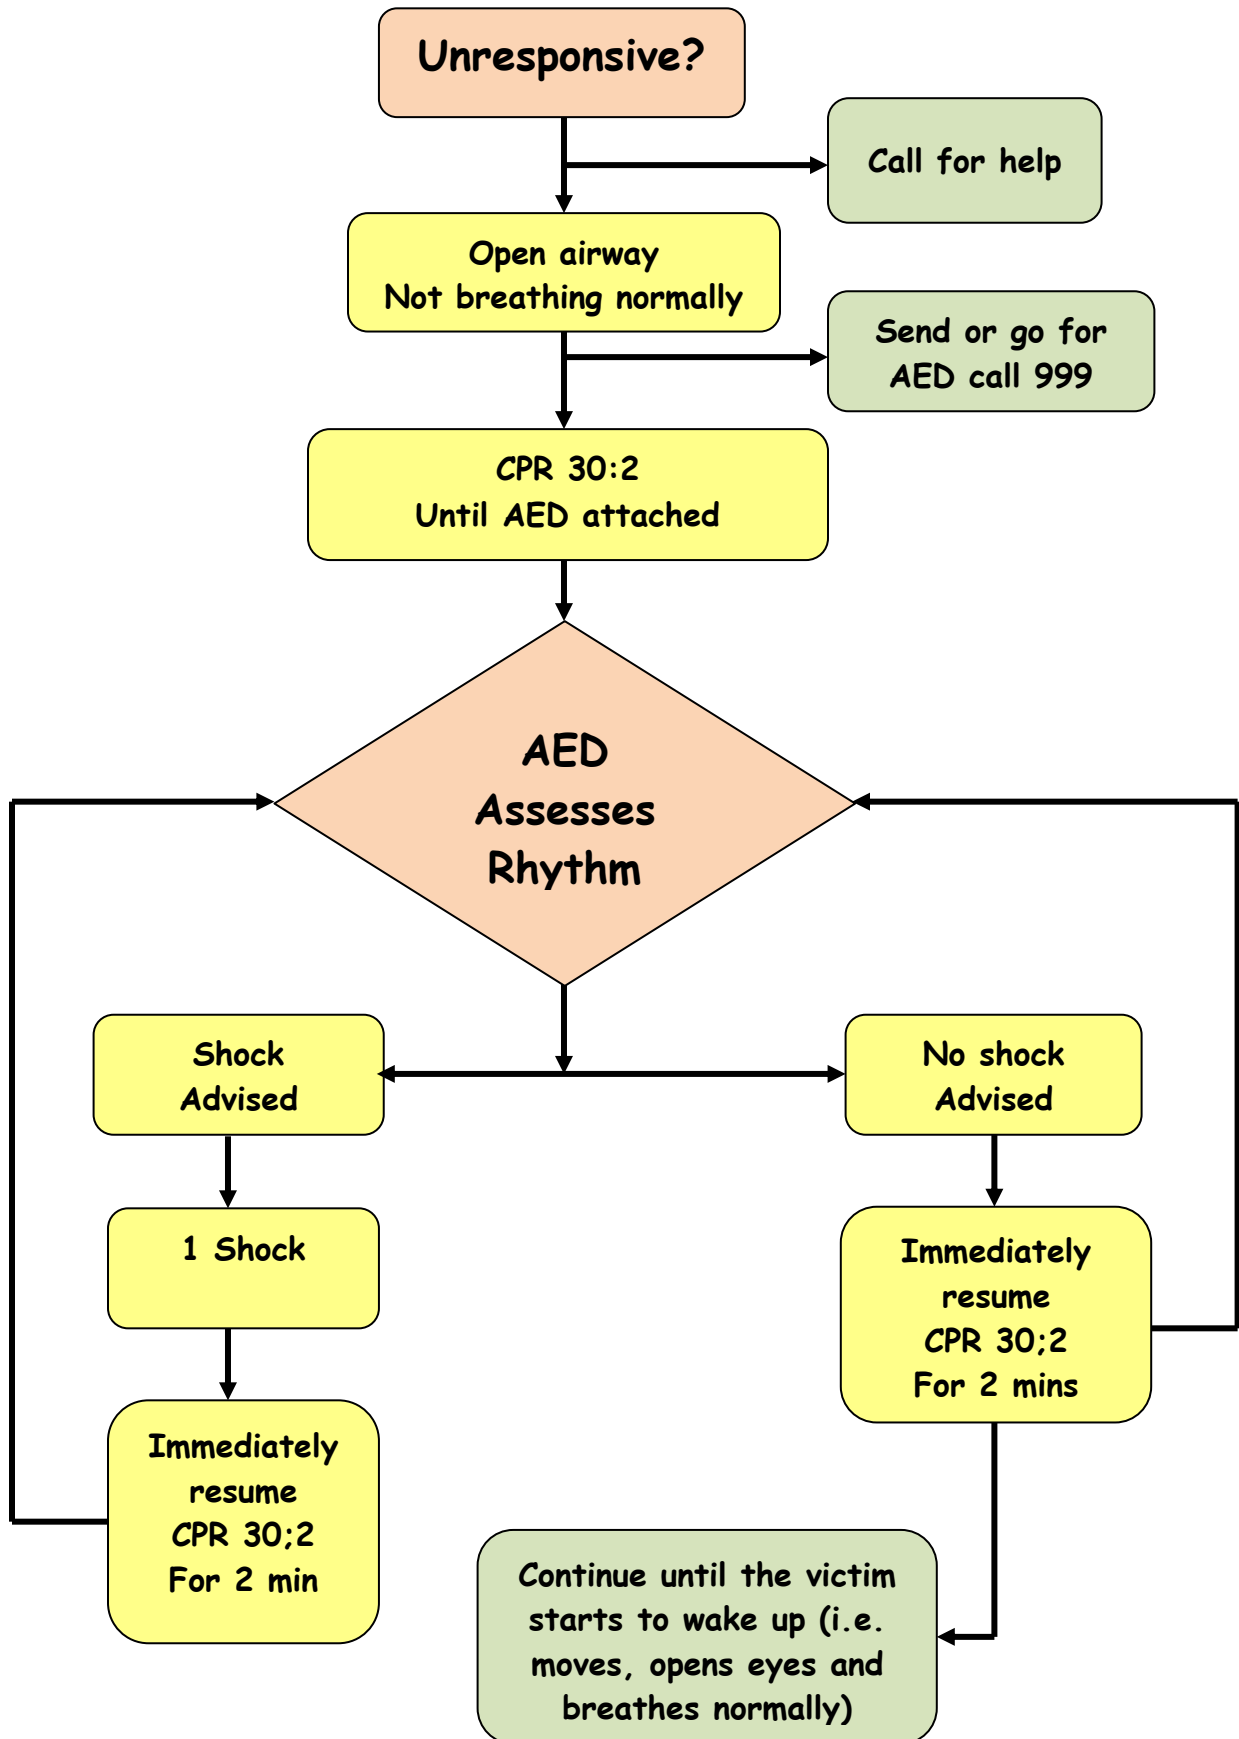 Unresponsive?
Call for help
Open airway
Not breathing normally
Send or go for
AED call 999
CPR 30:2
Until AED attached
AED
Assesses
Rhythm
Shock
Advised
No shock
Advised
1 Shock
Immediately
resume
CPR 30;2
For 2 mins
Immediately
resume
CPR 30;2
For 2 min
Continue until the victim
starts to wake up (i.e.
moves, opens eyes and
breathes normally)